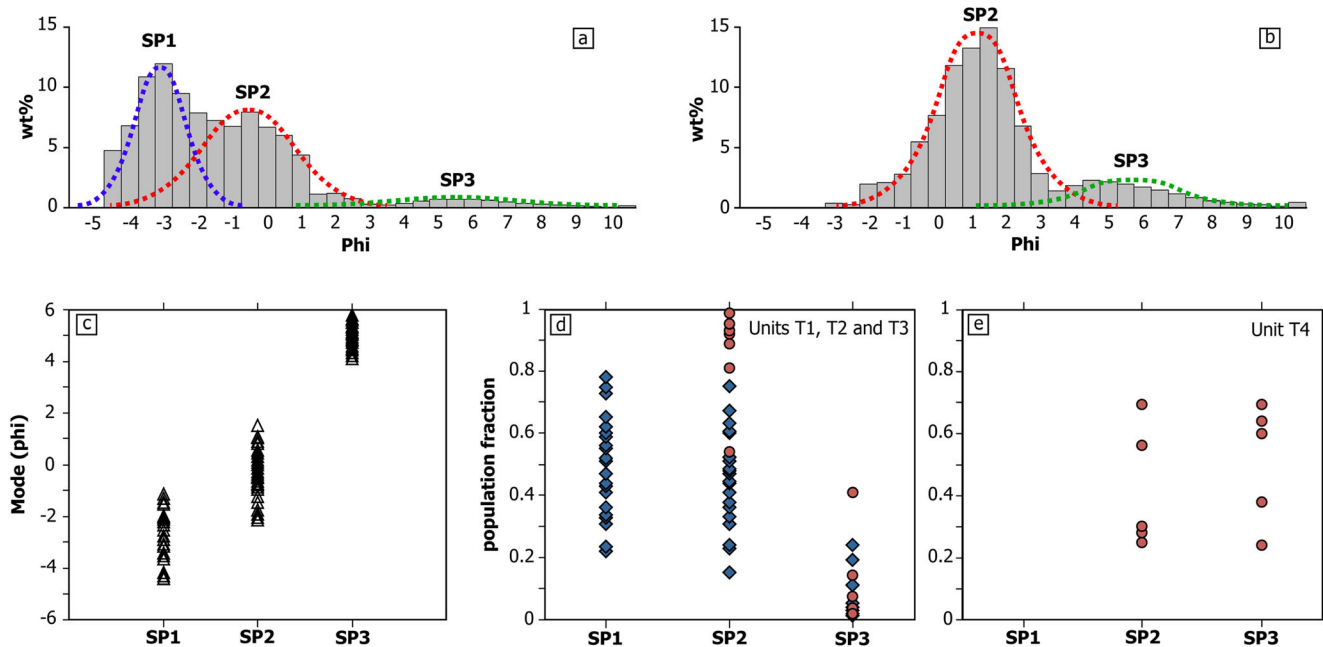 a
15
10
5
0
wt%
SP1
SP2
SP3
-5 -4 -3 -2 -1 0 1 2 3 4 5 6 7 8 9 10
Phi
b
15
10
5
0
wt%
SP2
SP3
-5 -4 -3 -2 -1 0 1 2 3 4 5 6 7 8 9 10
Phi
c
6
4
2
0
-2
-4
-6
Mode (phi)
SP1 SP2 SP3
d
Units T1, T2 and T3
1
0.8
0.6
0.4
0.2
0
population fraction
SP1 SP2 SP3
e
Unit T4
1
0.8
0.6
0.4
0.2
0
SP1 SP2 SP3